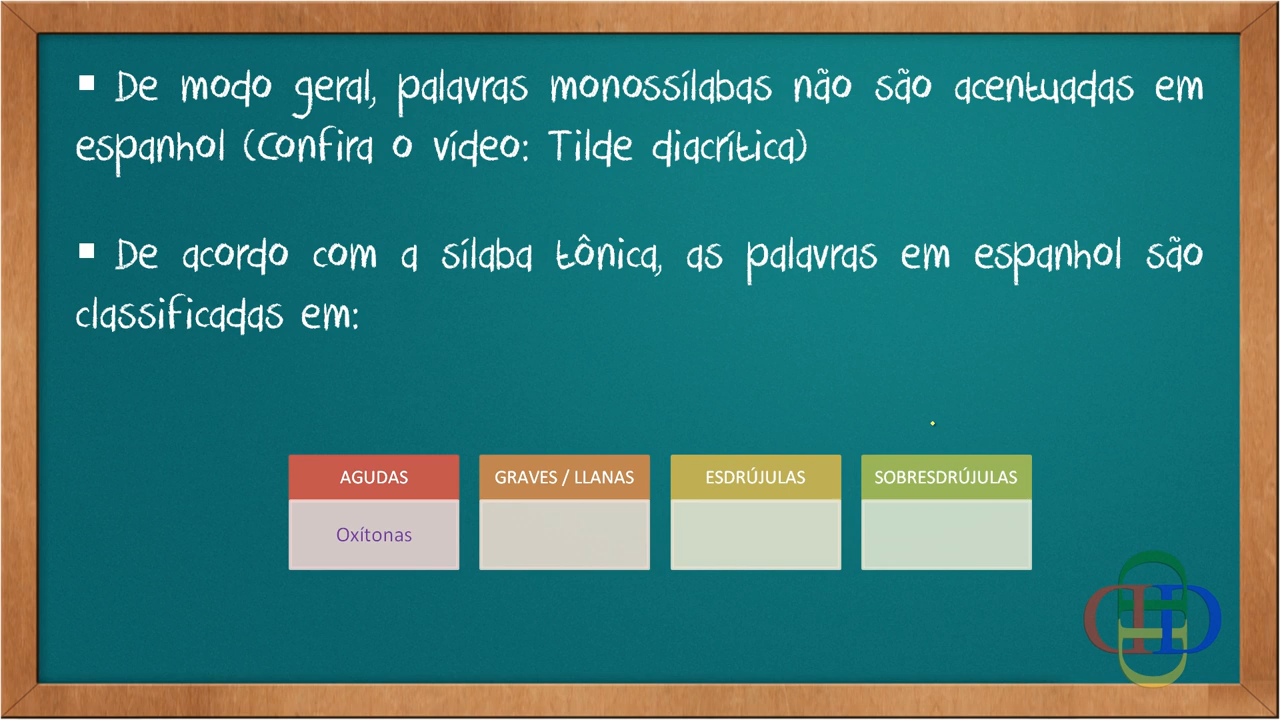 ▪ De modo geral, palavras monossílabas não são acentuadas em
espanhol (Confira o vídeo: Tilde diacrítica)
▪ De acordo com a sílaba tônica, as palavras em espanhol são
classificadas em:
AGUDAS
GRAVES / LLANAS
ESDRÚJULAS
SOBRESDRÚJULAS
Oxítonas